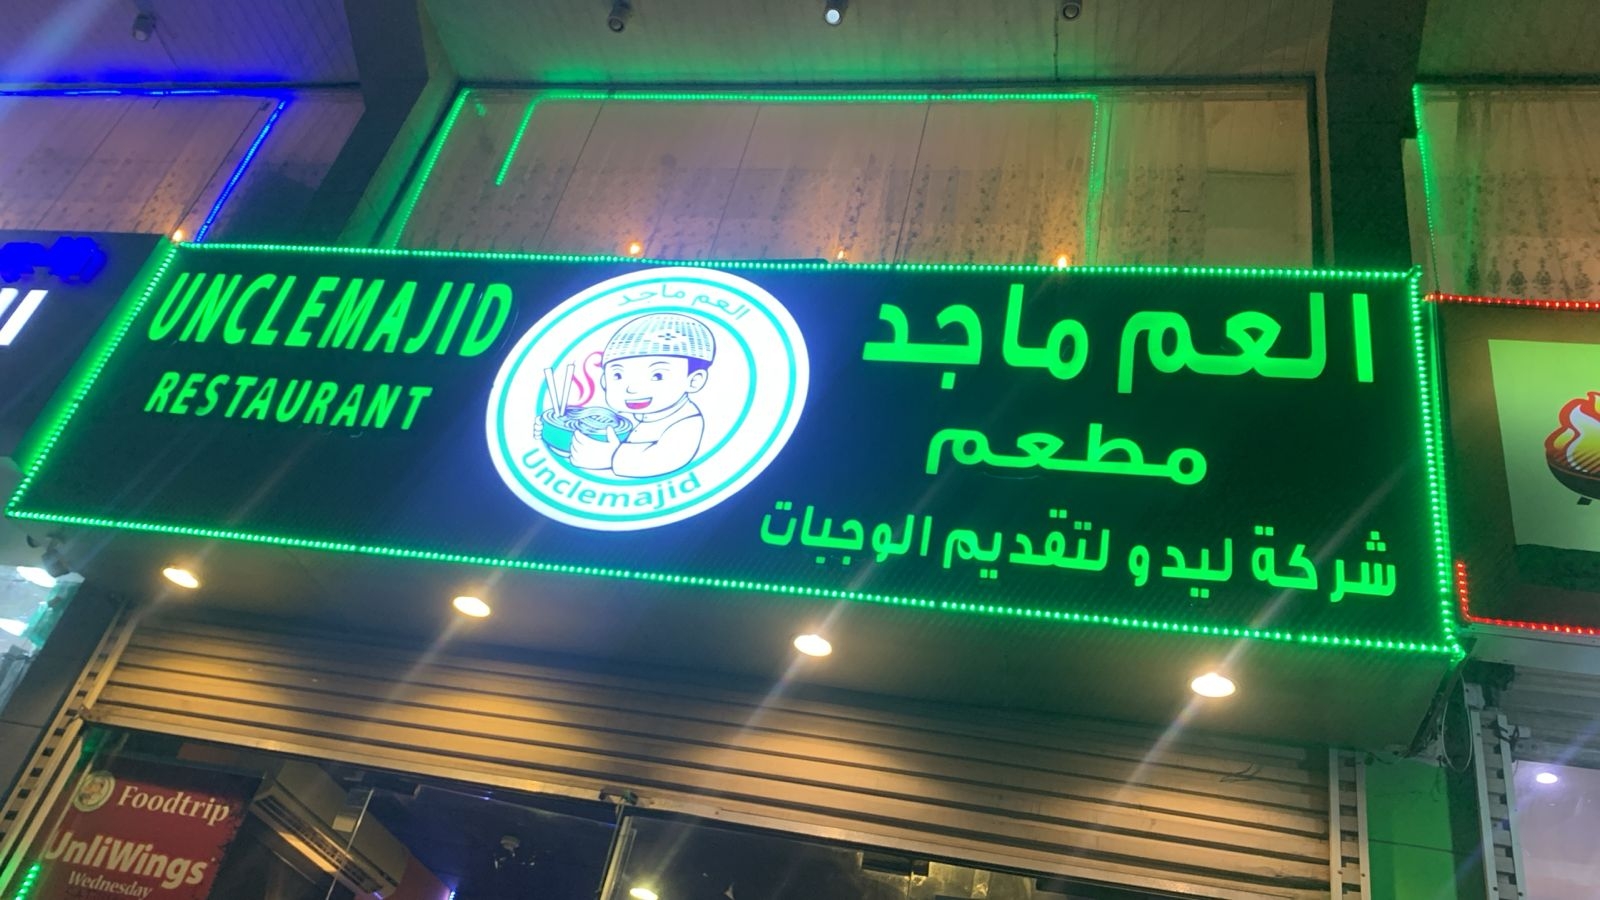 UNCLEMAJID
RESTAURANT
العم ماجد
Unclemajid
العم ماجد
مطعم
شركة ليدو لتقديم الوجبات
Foodtrip
UnliWings
Wednesday